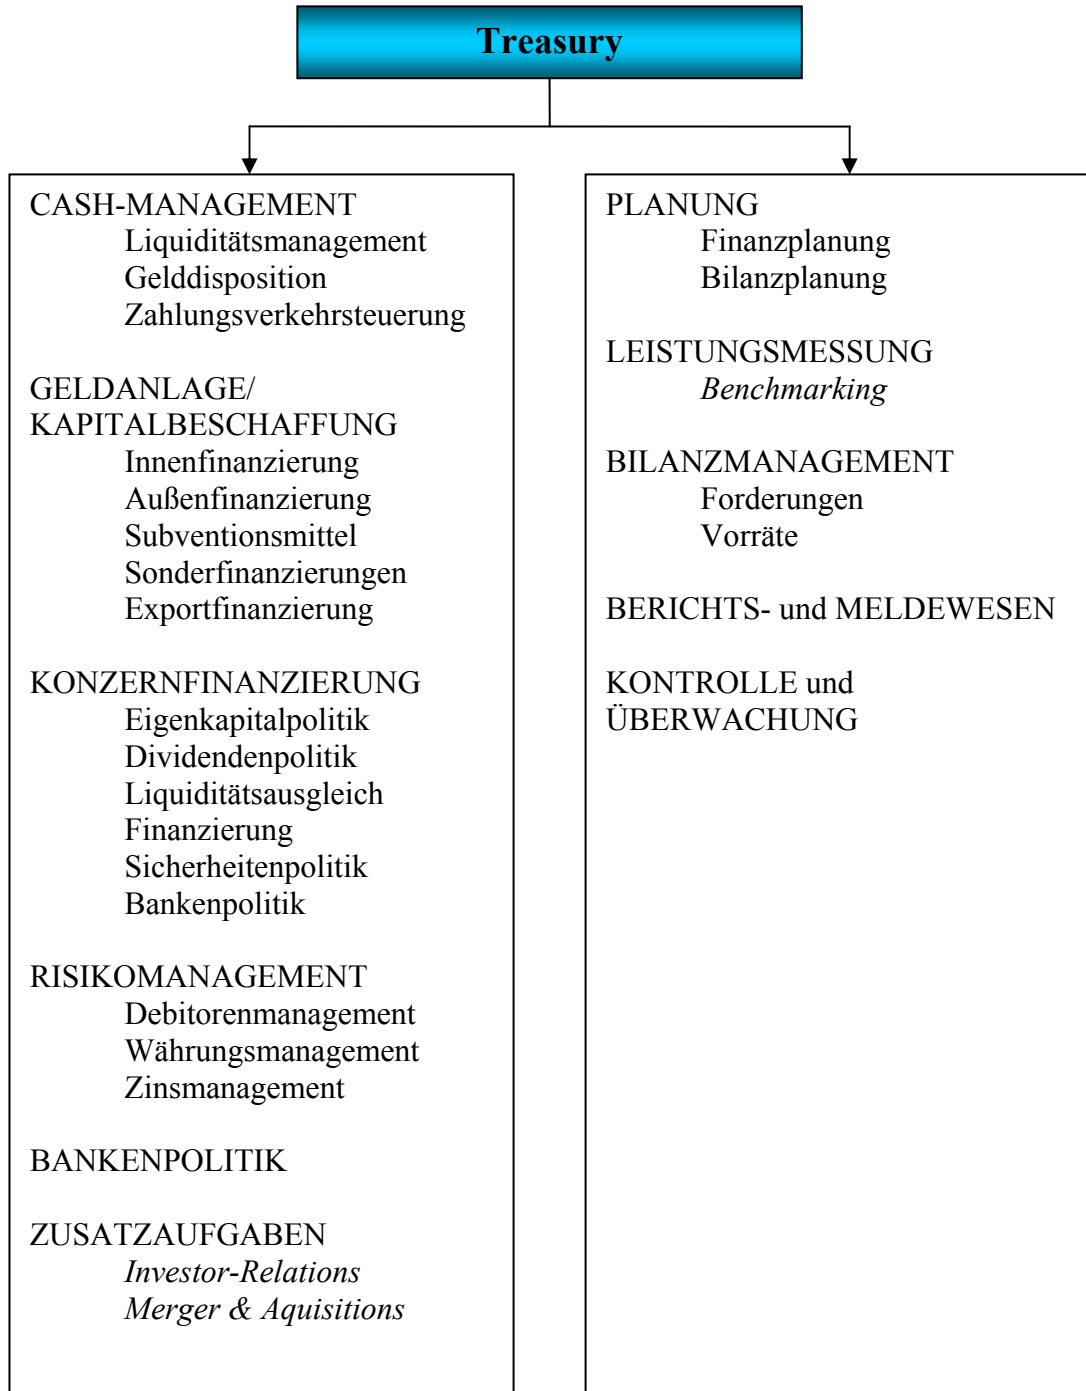 Treasury
CASH-MANAGEMENT
Liquiditätsmanagement
Gelddisposition
Zahlungsverkehrsteuerung
GELDANLAGE/
KAPITALBESCHAFFUNG
Innenfinanzierung
Außenfinanzierung
Subventionsmittel
Sonderfinanzierungen
Exportfinanzierung
KONZERNFINANZIERUNG
Eigenkapitalpolitik
Dividendenpolitik
Liquiditätsausgleich
Finanzierung
Sicherheitenpolitik
Bankenpolitik
RISIKOMANAGEMENT
Debitorenmanagement
Währungsmanagement
Zinsmanagement
BANKENPOLITIK
ZUSATZAUFGABEN
Investor-Relations
Merger & Aquisitions
PLANUNG
Finanzplanung
Bilanzplanung
LEISTUNGSMESSUNG
Benchmarking
BILANZMANAGEMENT
Forderungen
Vorräte
BERICHTS- und MELDEWESEN
KONTROLLE und
ÜBERWACHUNG